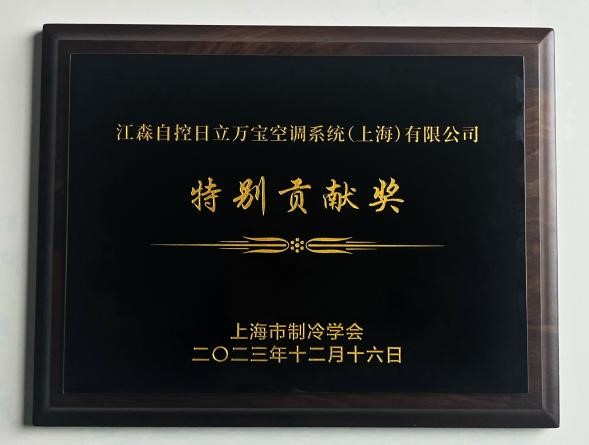 江森自控日立万宝空调系统(上海)有限公司
特别贡献奖
上海市制冷学会
二〇二三年十二月十六日